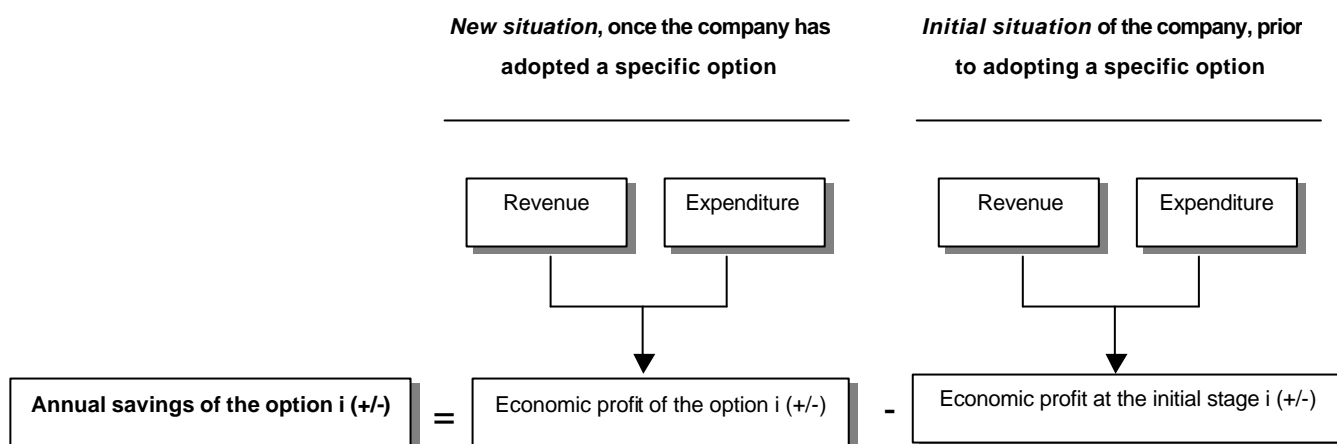 New situation, once the company has
adopted a specific option
Initial situation of the company, prior
to adopting a specific option
Revenue
Expenditure
Revenue
Expenditure
Annual savings of the option i (+/-)
=
Economic profit of the option i (+/-)
-
Economic profit at the initial stage i (+/-)